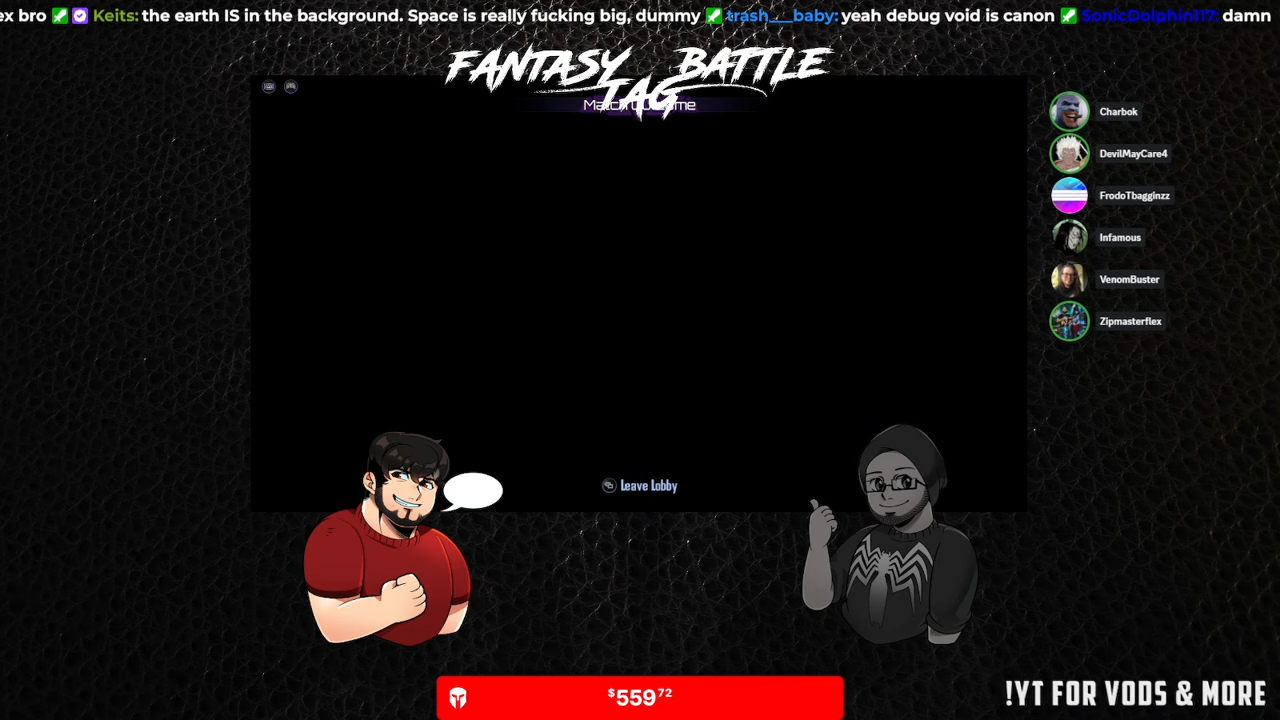 ex bro Keits: the earth IS in the background. Space is really fucking big, dummy trash___baby: yeah debug void is canon SonicDolphin117: damn
FANTASY BATTLE
TAG
Charbok
DevilMayCare4
FrodoTbagginzz
Infamous
VenomBuster
Zipmasterflex
Leave Lobby
$559 72
!YT FOR VODS & MORE